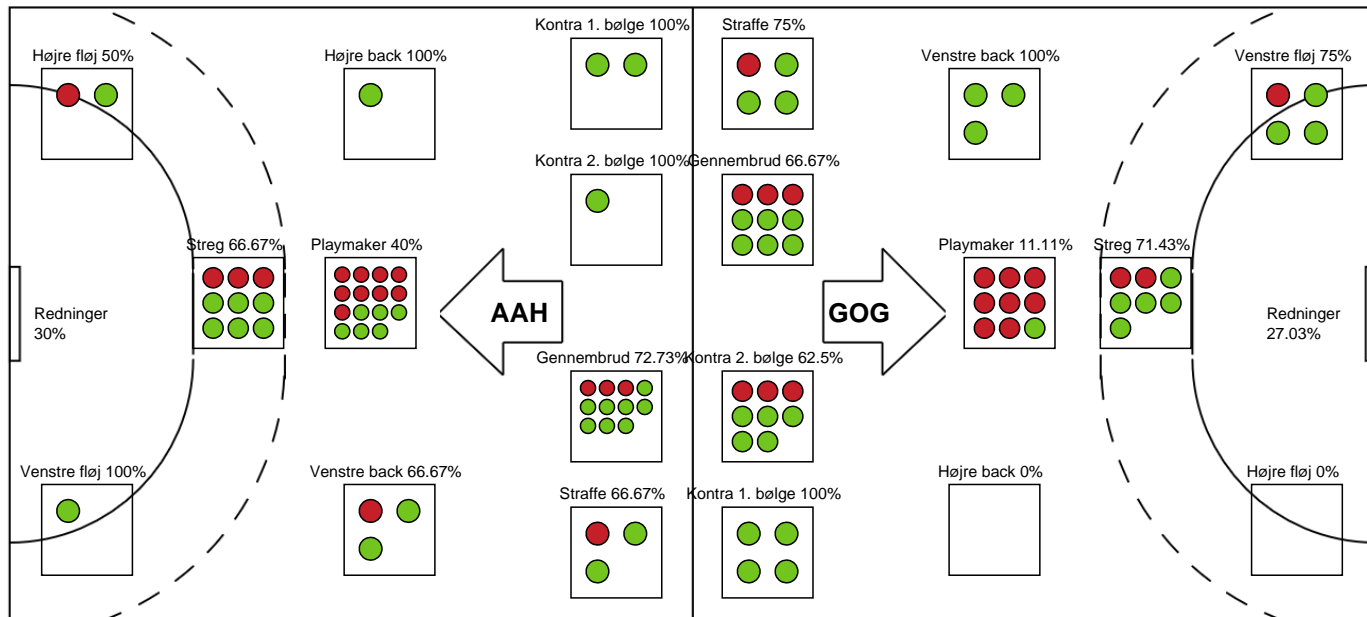 Kontra 1. bølge 100%
Straffe 75%
Højre fløj 50%
Højre back 100%
Venstre back 100%
Venstre fløj 75%
Kontra 2. bølge 100%
Gennembrud 66.67%
Streg 66.67%
Playmaker 40%
Playmaker 11.11%
Streg 71.43%
Redninger
30%
AAH
GOG
Redninger
27.03%
Gennembrud 72.73%
Kontra 2. bølge 62.5%
Venstre fløj 100%
Venstre back 66.67%
Højre back 0%
Højre fløj 0%
Straffe 66.67%
Kontra 1. bølge 100%